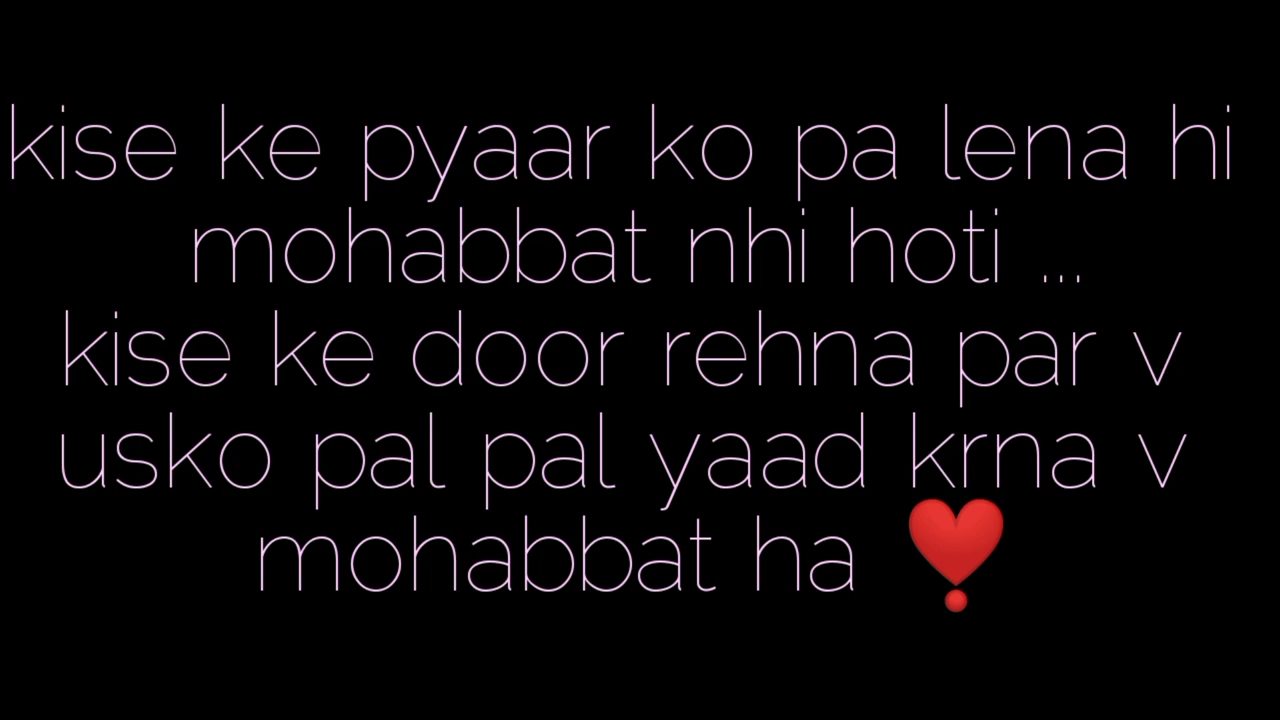 kise ke pyaar ko pa lena hi
mohabbat nhi hoti ...
kise ke door rehna par v
usko pal pal yaad krna v
mohabbat ha ❣️